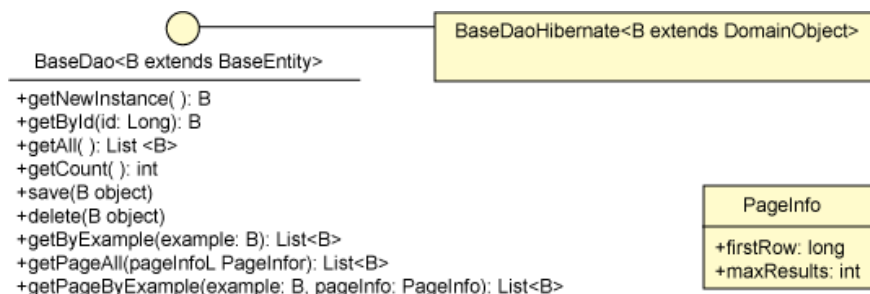 BaseDao<B extends BaseEntity>
+getNewInstance( ): B
+getById(id: Long): B
+getAll( ): List <B>
+getCount( ): int
+save(B object)
+delete(B object)
+getByExample(example: B): List<B>
+getPageAll(pageInfoL PageInfor): List<B>
+getPageByExample(example: B, pageInfo: PageInfo): List<B>
BaseDaoHibernate<B extends DomainObject>
PageInfo
+firstRow: long
+maxResults: int